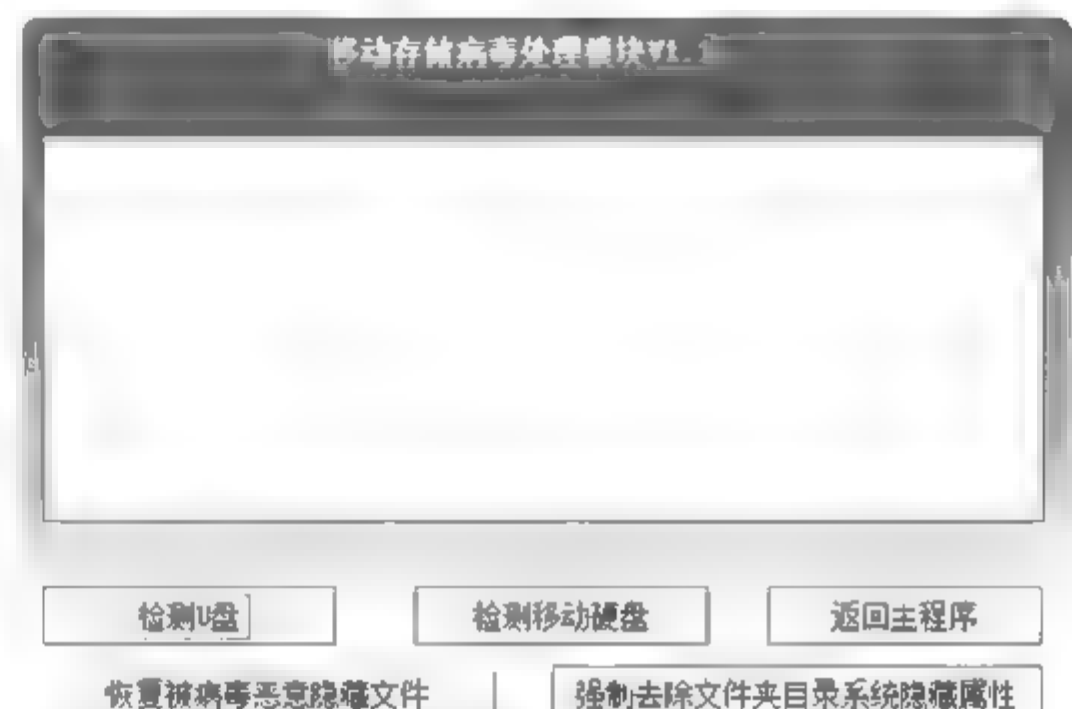 移动存储病毒处理模块V1.
检测U盘
检测移动硬盘
返回主程序
恢复被病毒恶意隐藏文件
强制去除文件夹目录系统隐藏属性